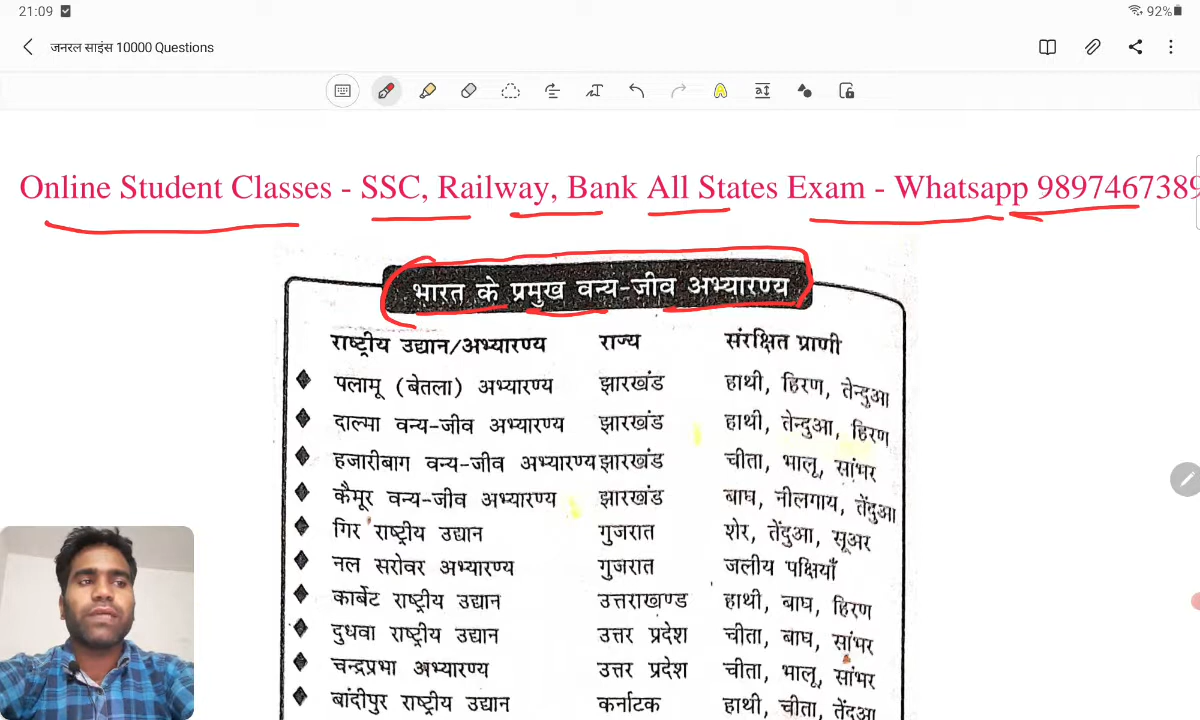 21:09
92%
जनरल साइंस 10000 Questions
Online Student Classes - SSC, Railway, Bank All States Exam - Whatsapp 9897467389
भारत के प्रमुख वन्य-जीव अभ्यारण्य
राष्ट्रीय उद्यान/अभ्यारण्य राज्य संरक्षित प्राणी
पलामू (बेतला) अभ्यारण्य झारखंड हाथी, हिरण, तेन्दुआ
दाल्मा वन्य-जीव अभ्यारण्य झारखंड हाथी, तेन्दुआ, हिरण
हजारीबाग वन्य-जीव अभ्यारण्य झारखंड चीता, भालू, सांभर
कैमूर वन्य-जीव अभ्यारण्य झारखंड बाघ, नीलगाय, तेंदुआ
गिर राष्ट्रीय उद्यान गुजरात शेर, तेंदुआ, सूअर
नल सरोवर अभ्यारण्य गुजरात जलीय पक्षियाँ
कार्बेट राष्ट्रीय उद्यान उत्तराखण्ड हाथी, बाघ, हिरण
दुधवा राष्ट्रीय उद्यान उत्तर प्रदेश चीता, बाघ, सांभर
चन्द्रप्रभा अभ्यारण्य उत्तर प्रदेश चीता, भालू, सांभर
बांदीपुर राष्ट्रीय उद्यान कर्नाटक हाथी, चीता, तेंदुआ